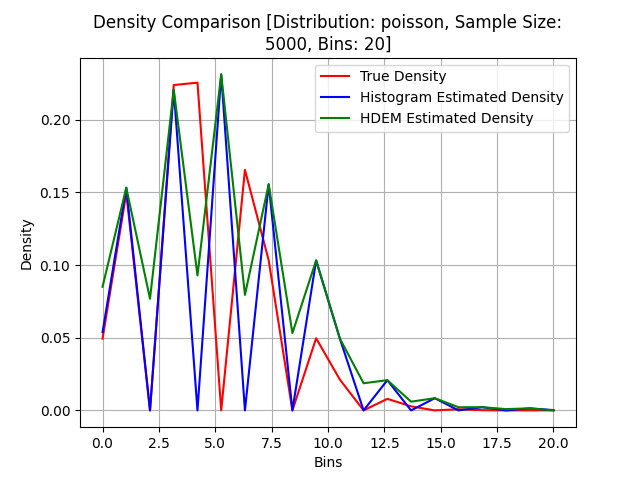 Density Comparison [Distribution: poisson, Sample Size:
5000, Bins: 20]
True Density
Histogram Estimated Density
HDEM Estimated Density
Density
0.20
0.15
0.10
0.05
0.00
0.0 2.5 5.0 7.5 10.0 12.5 15.0 17.5 20.0
Bins